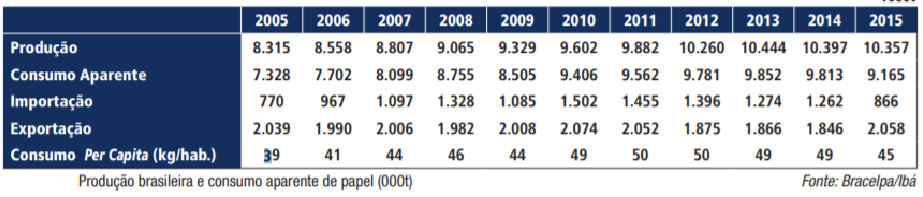 2005 2006 2007 2008 2009 2010 2011 2012 2013 2014 2015
Produção 8.315 8.558 8.807 9.065 9.329 9.602 9.882 10.260 10.444 10.397 10.357
Consumo Aparente 7.328 7.702 8.099 8.755 8.505 9.406 9.562 9.781 9.852 9.813 9.165
Importação 770 967 1.097 1.328 1.085 1.502 1.455 1.396 1.274 1.262 866
Exportação 2.039 1.990 2.006 1.982 2.008 2.074 2.052 1.875 1.866 1.846 2.058
Consumo Per Capita (kg/hab.) 39 41 44 46 44 49 50 50 49 49 45
Produção brasileira e consumo aparente de papel (000t) Fonte: Bracelpa/Ibá